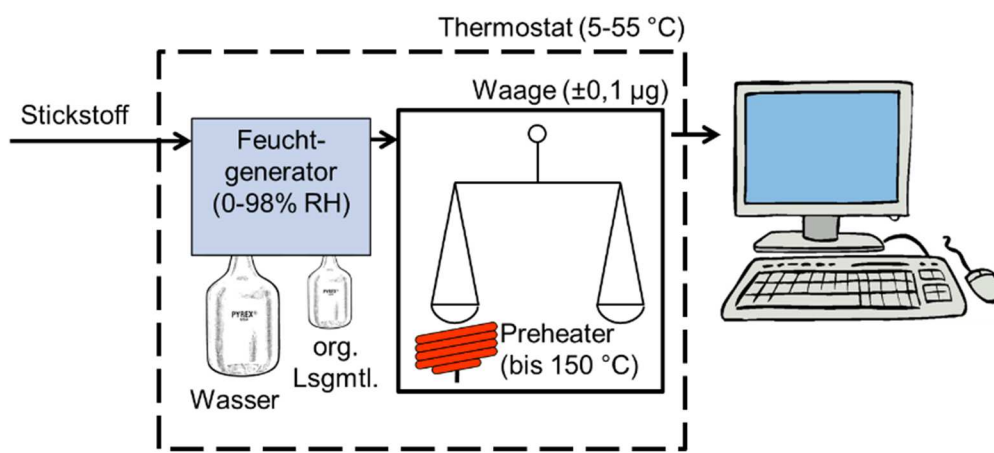 Thermostat (5-55 °C)
Waage (±0,1 µg)
Stickstoff
Feucht-
generator
(0-98% RH)
PYREX®
PYREX®
Preheater
(bis 150 °C)
org.
Lsgmtl.
Wasser